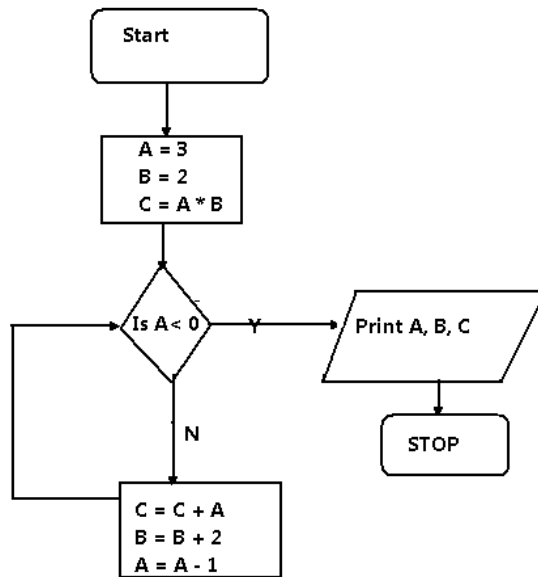 Start
A = 3
B = 2
C = A * B
Is A< 0
Y
Print A, B, C
STOP
N
C = C + A
B = B + 2
A = A - 1